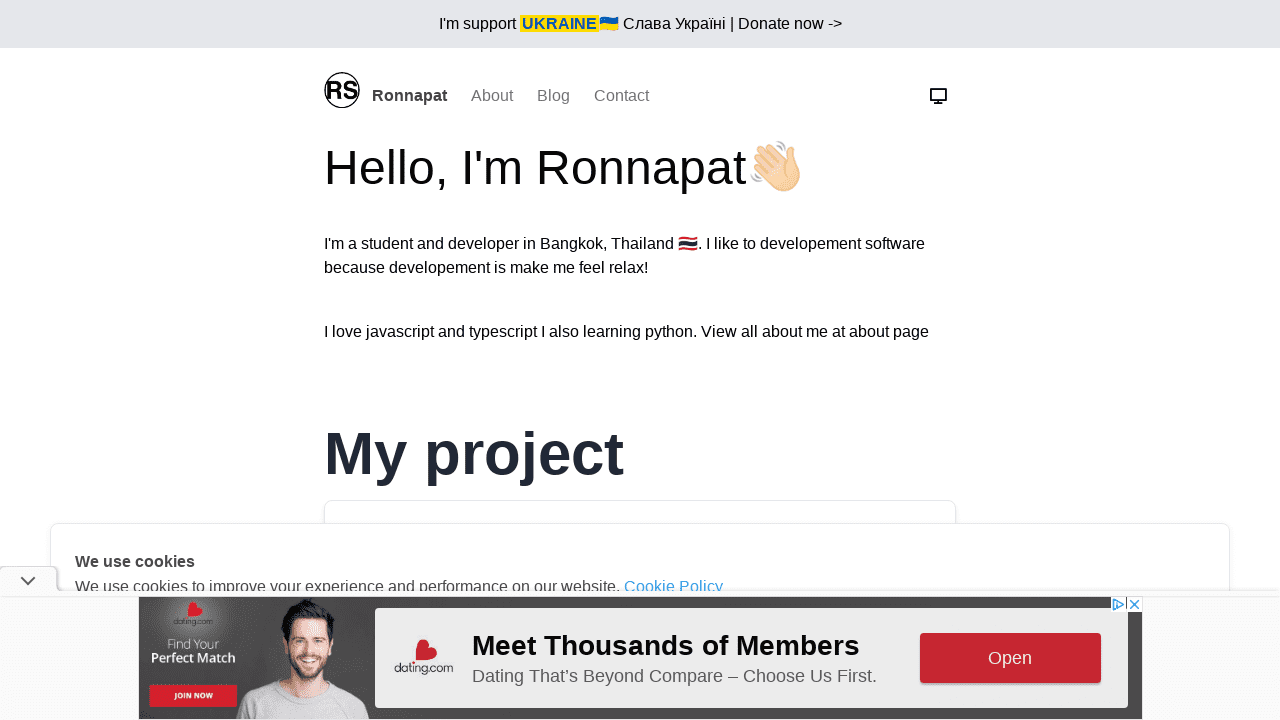 I'm support UKRAINE🇺🇦 Слава Україні | Donate now ->
RS Ronnapat About Blog Contact
Hello, I'm Ronnapat👋🏻
I'm a student and developer in Bangkok, Thailand 🇹🇭. I like to developement software
because developement is make me feel relax!
I love javascript and typescript I also learning python. View all about me at about page
My project
We use cookies
We use cookies to improve your experience and performance on our website. Cookie Policy
dating.com
Find Your
Perfect Match
JOIN NOW
dating.com
Meet Thousands of Members
Dating That's Beyond Compare – Choose Us First.
Open